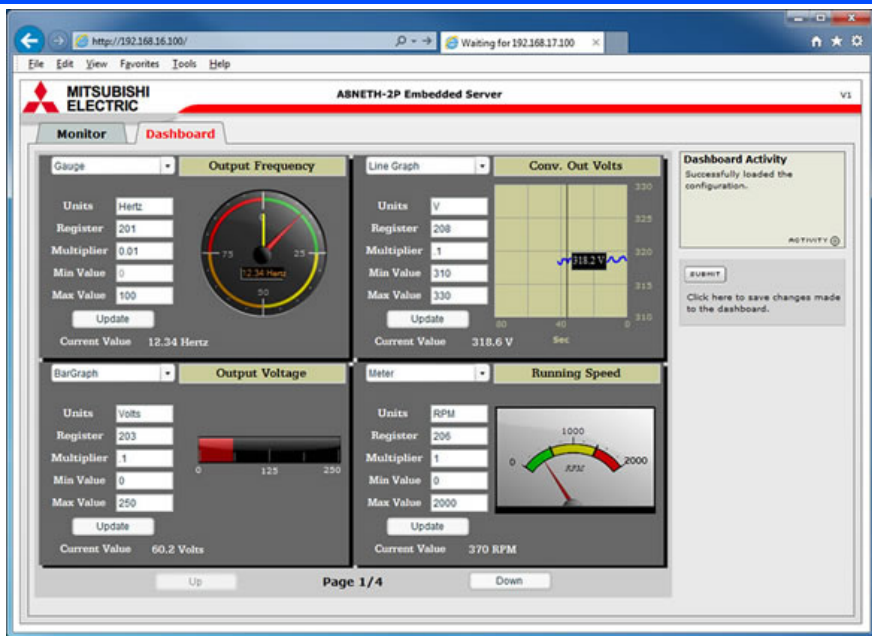 http://192.168.16.100/
Waiting for 192.168.17.100
File Edit View Favorites Tools Help
MITSUBISHI
ELECTRIC
A8NETH-2P Embedded Server
V1
Monitor
Dashboard
Gauge
Output Frequency
Units Hertz
Register 201
Multiplier 0.01
Min Value 0
Max Value 100
Update
Current Value 12.34 Hertz
0
25
50
75
12.34 Hertz
Line Graph
Conv. Out Volts
Units V
Register 208
Multiplier .1
Min Value 310
Max Value 330
Update
Current Value 318.6 V
330
325
320
315
310
318.2 V
80 40 0
Sec
BarGraph
Output Voltage
Units Volts
Register 203
Multiplier .1
Min Value 0
Max Value 250
Update
Current Value 60.2 Volts
0 125 250
Meter
Running Speed
Units RPM
Register 206
Multiplier 1
Min Value 0
Max Value 2000
Update
Current Value 370 RPM
0 1000 2000
RPM
Up
Page 1/4
Down
Dashboard Activity
Successfully loaded the
configuration.
ACTIVITY
SUBMIT
Click here to save changes made
to the dashboard.